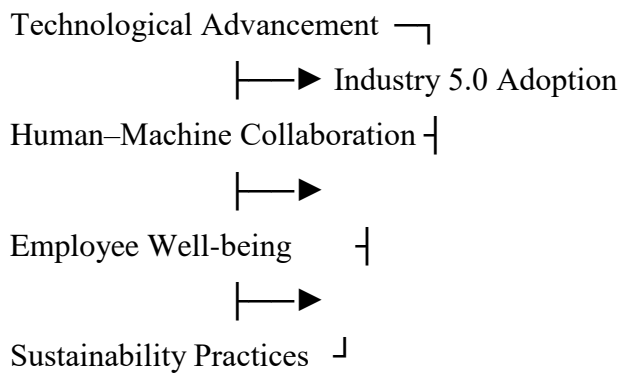 Technological Advancement ─┐
├──► Industry 5.0 Adoption
Human–Machine Collaboration ┤
├──►
Employee Well-being ┤
├──►
Sustainability Practices ┘